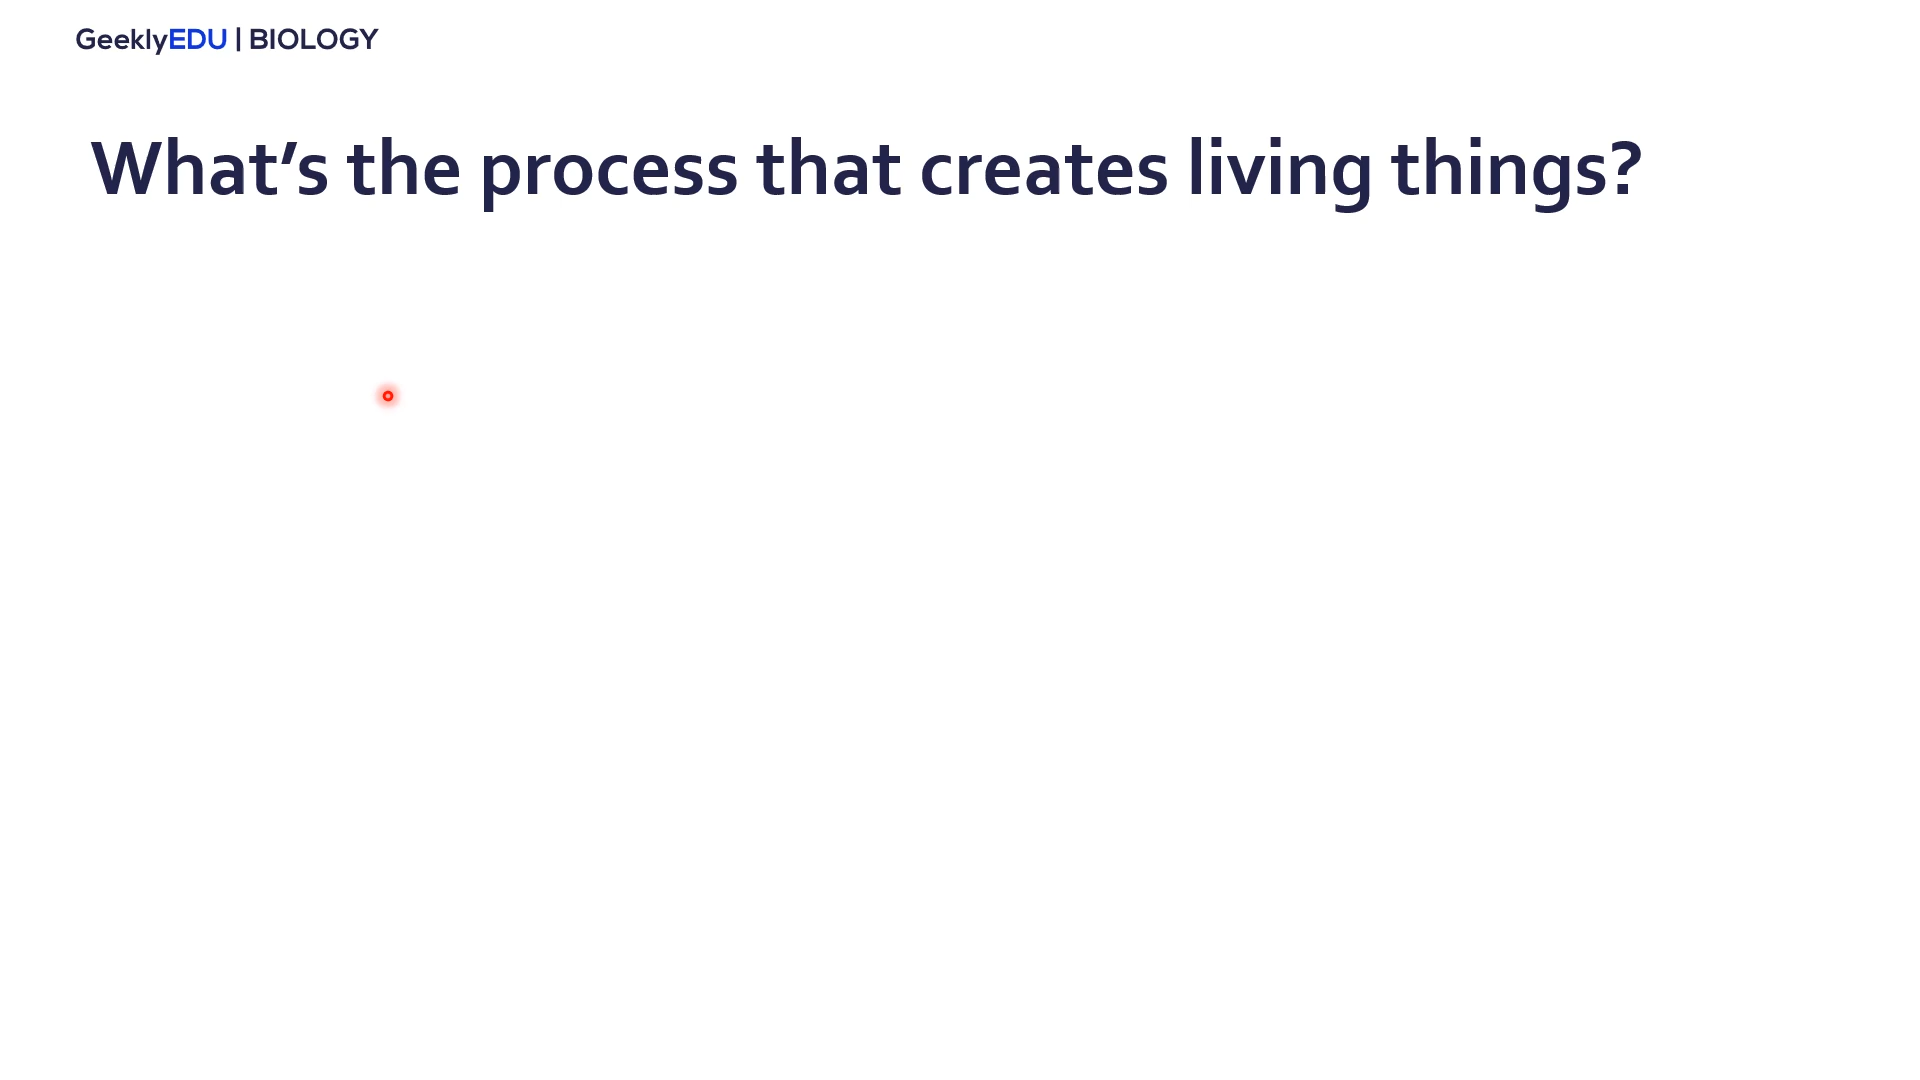 GeeklyEDU | BIOLOGY
What’s the process that creates living things?